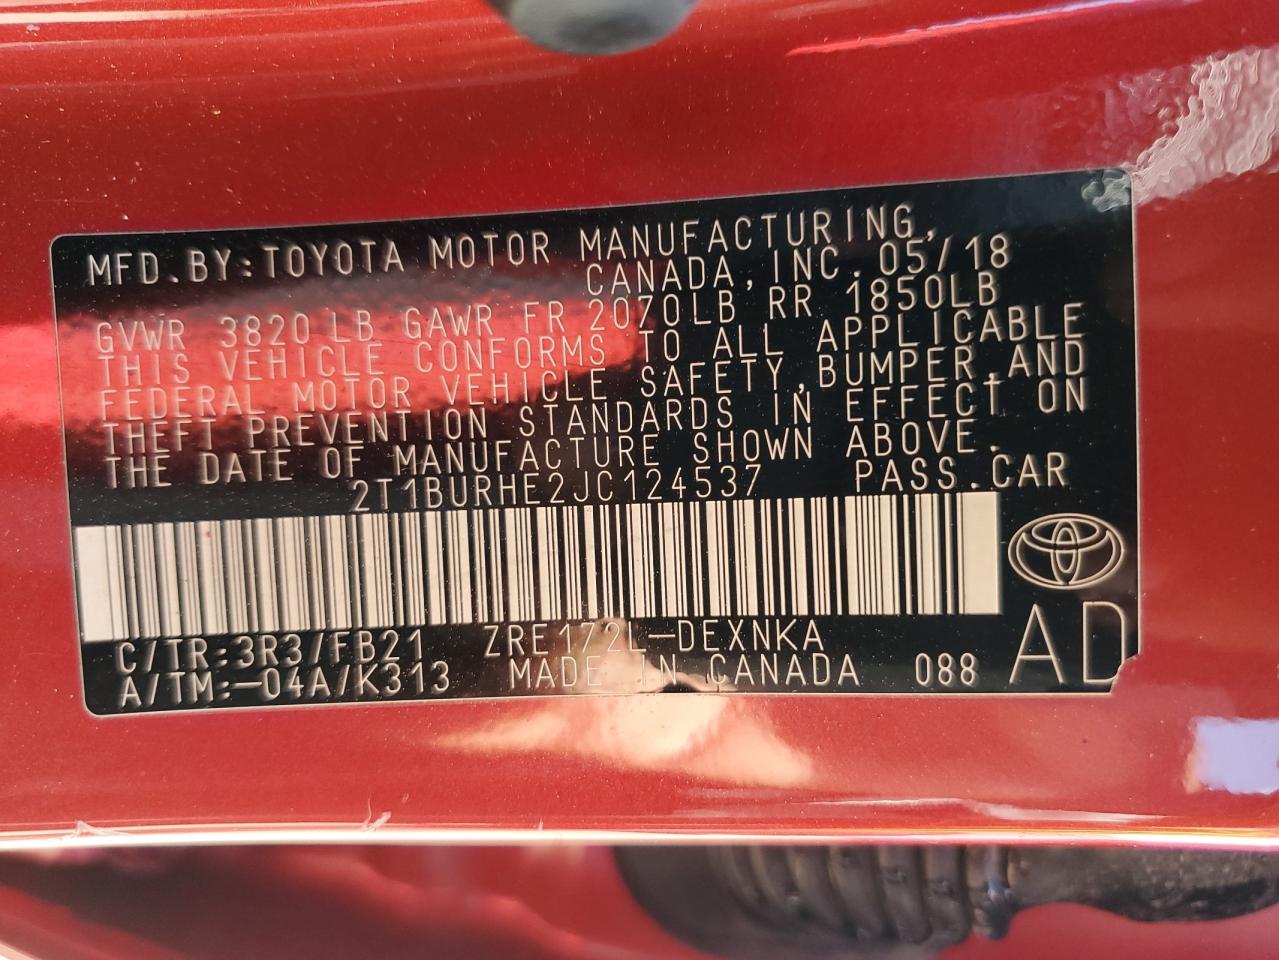 MFD.BY:TOYOTA MOTOR MANUFACTURING,
CANADA,INC.05/18
GVWR 3820LB GAWR FR 2070LB RR 1850LB
THIS VEHICLE CONFORMS TO ALL APPLICABLE
FEDERAL MOTOR VEHICLE SAFETY,BUMPER,AND
THEFT PREVENTION STANDARDS IN EFFECT ON
THE DATE OF MANUFACTURE SHOWN ABOVE.
2T1BURHE2JC124537 PASS.CAR
C/TR:3R3/FB21 ZRE172L-DEXNKA
A/TM:-04A/K313 MADE IN CANADA 088 AD